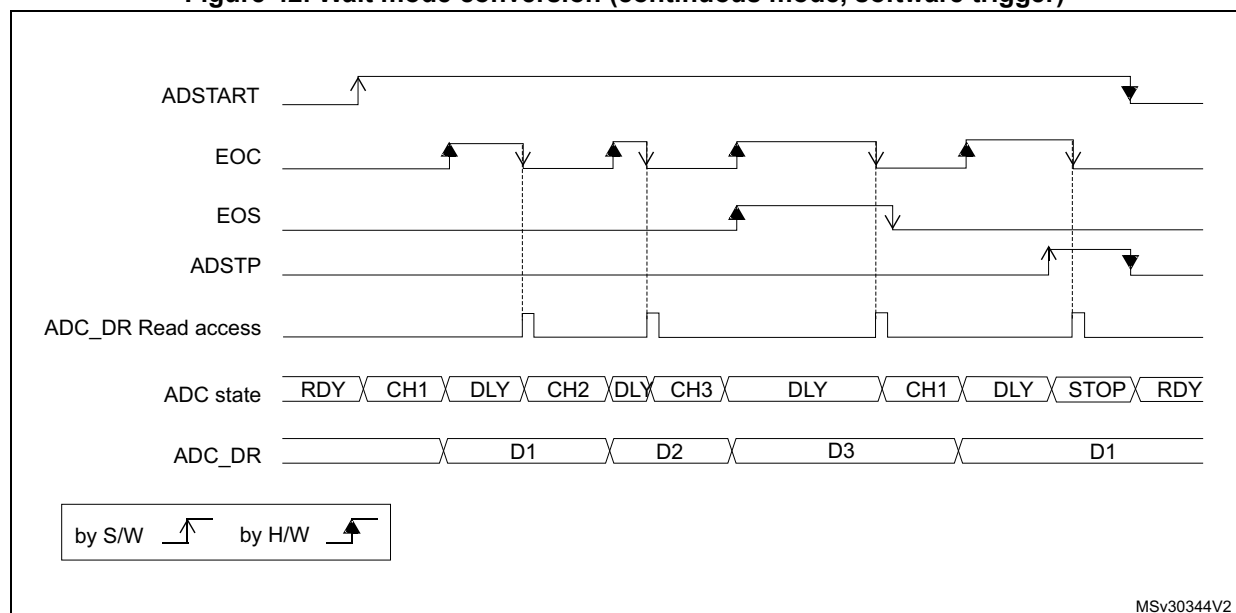 Figure 42. Wait mode conversion (continuous mode, software trigger)
ADSTART
EOC
EOS
ADSTP
ADC_DR Read access
ADC state RDY CH1 DLY CH2 DLY CH3 DLY CH1 DLY STOP RDY
ADC_DR D1 D2 D3 D1
by S/W by H/W
MSv30344V2